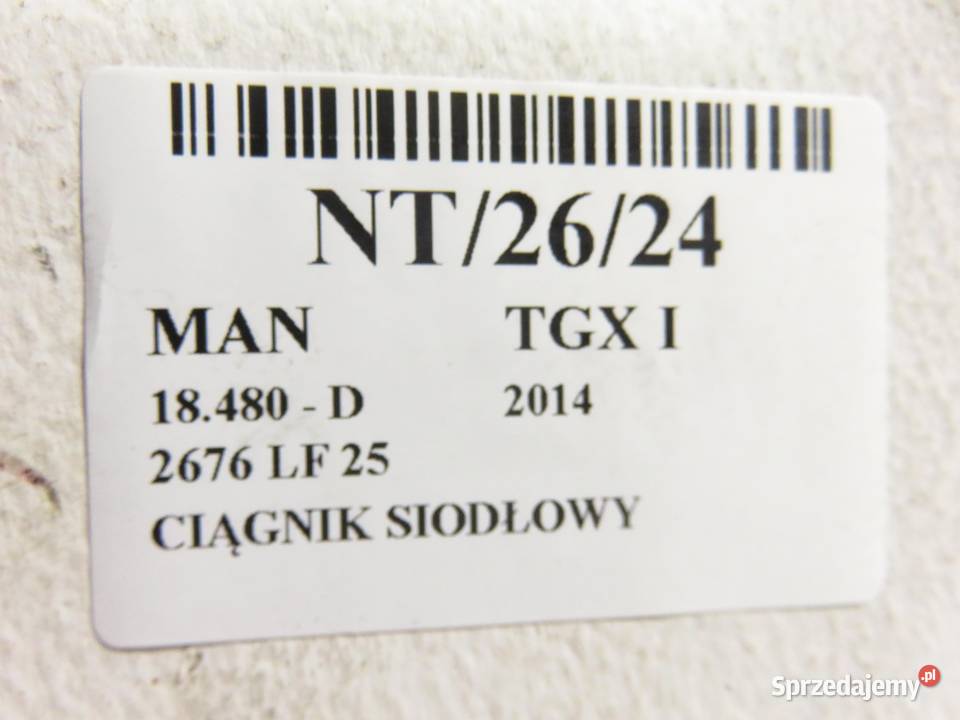 NT/26/24
MAN TGX I
18.480 - D 2014
2676 LF 25
CIĄGNIK SIODŁOWY
Sprzedajemy.pl